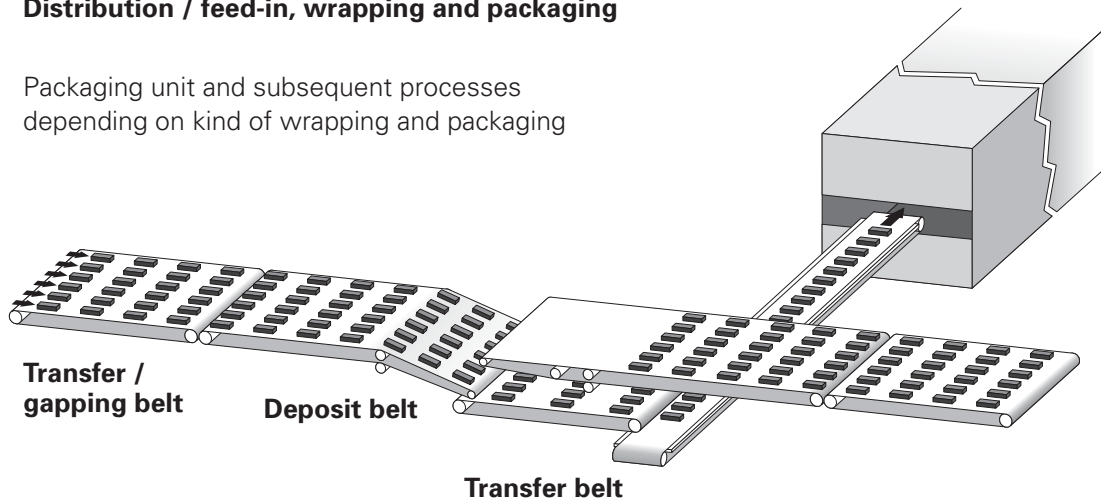 Distribution / feed-in, wrapping and packaging
Packaging unit and subsequent processes
depending on kind of wrapping and packaging
Transfer /
gapping belt
Deposit belt
Transfer belt